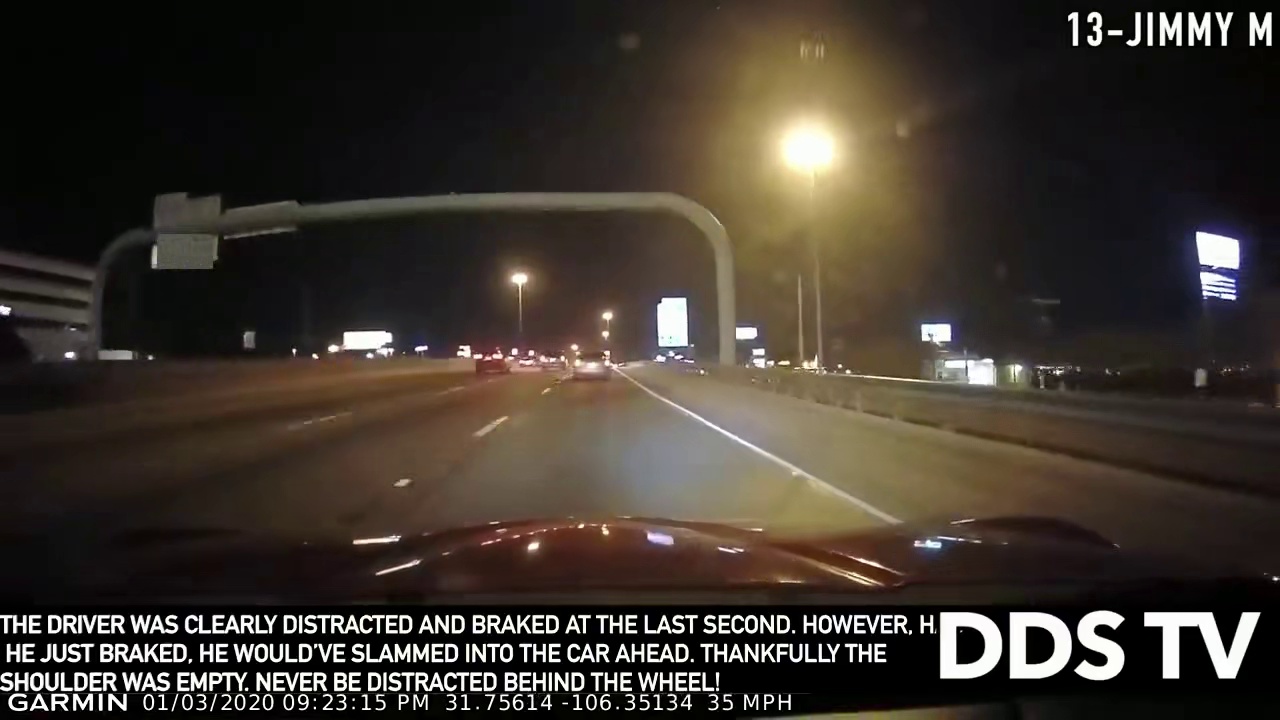 13-JIMMY M
THE DRIVER WAS CLEARLY DISTRACTED AND BRAKED AT THE LAST SECOND. HOWEVER,
HE JUST BRAKED, HE WOULD'VE SLAMMED INTO THE CAR AHEAD. THANKFULLY THE
SHOULDER WAS EMPTY. NEVER BE DISTRACTED BEHIND THE WHEEL!
DDS TV
GARMIN 01/03/2020 09:23:15 PM 31.75614 -106.35134 35 MPH